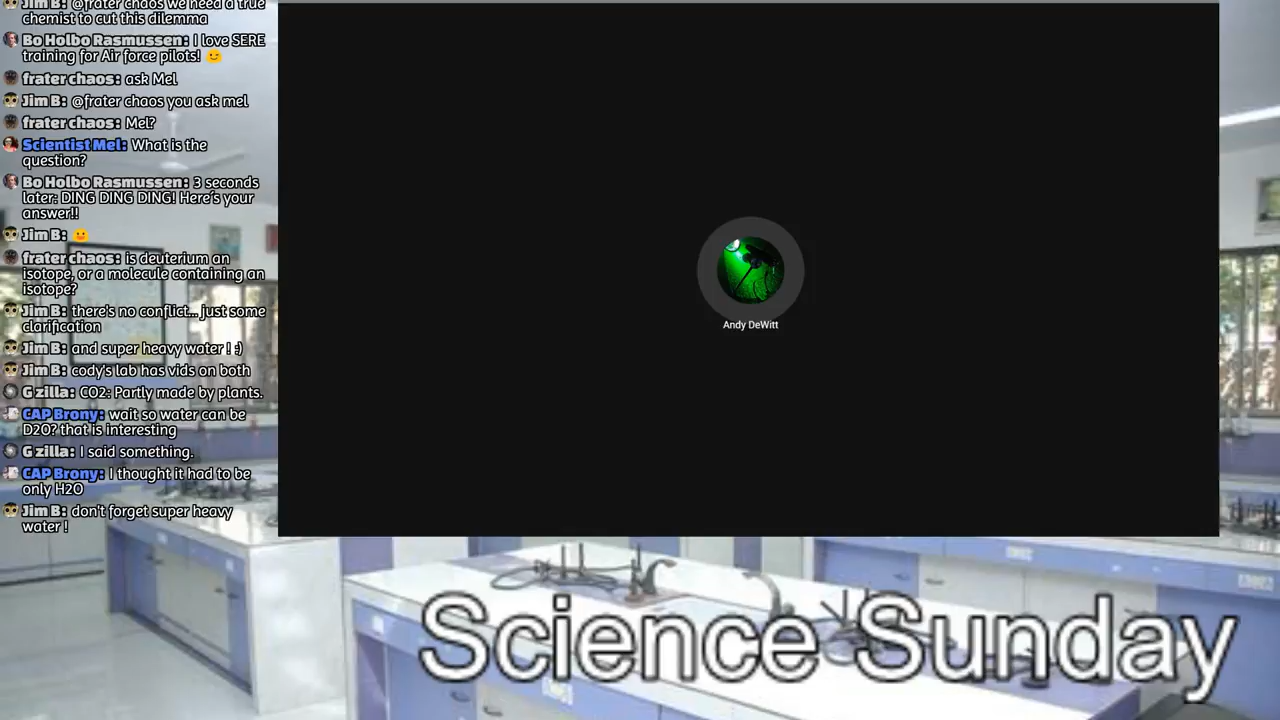 Jim B: @frater chaos we need a true
chemist to cut this dilemma
Bo Holbo Rasmussen: I love SERE
training for Air force pilots! 😉
frater chaos: ask Mel
Jim B: @frater chaos you ask mel
frater chaos: Mel?
Scientist Mel: What is the
question?
Bo Holbo Rasmussen: 3 seconds
later: DING DING DING! Here's your
answer!!
Jim B: 🙂
frater chaos: is deuterium an
isotope, or a molecule containing an
isotope?
Jim B: there's no conflict... just some
clarification
Jim B: and super heavy water ! :)
Jim B: cody's lab has vids on both
G zilla: CO2: Partly made by plants.
CAP Brony: wait so water can be
D2O? that is interesting
G zilla: I said something.
CAP Brony: I thought it had to be
only H2O
Jim B: don't forget super heavy
water !
Andy DeWitt
Science Sunday